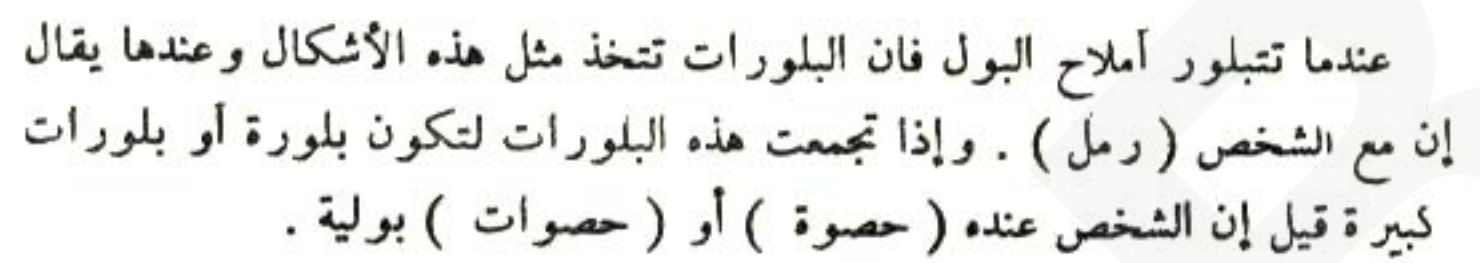 عندما تتبلور أملاح البول فان البلورات تتخذ مثل هذه الأشكال وعندها يقال
إن مع الشخص ( رمل ) . وإذا تجمعت هذه البلورات لتكون بلورة أو بلورات
كبيرة قيل إن الشخص عنده ( حصوة ) أو ( حصوات ) بولية .